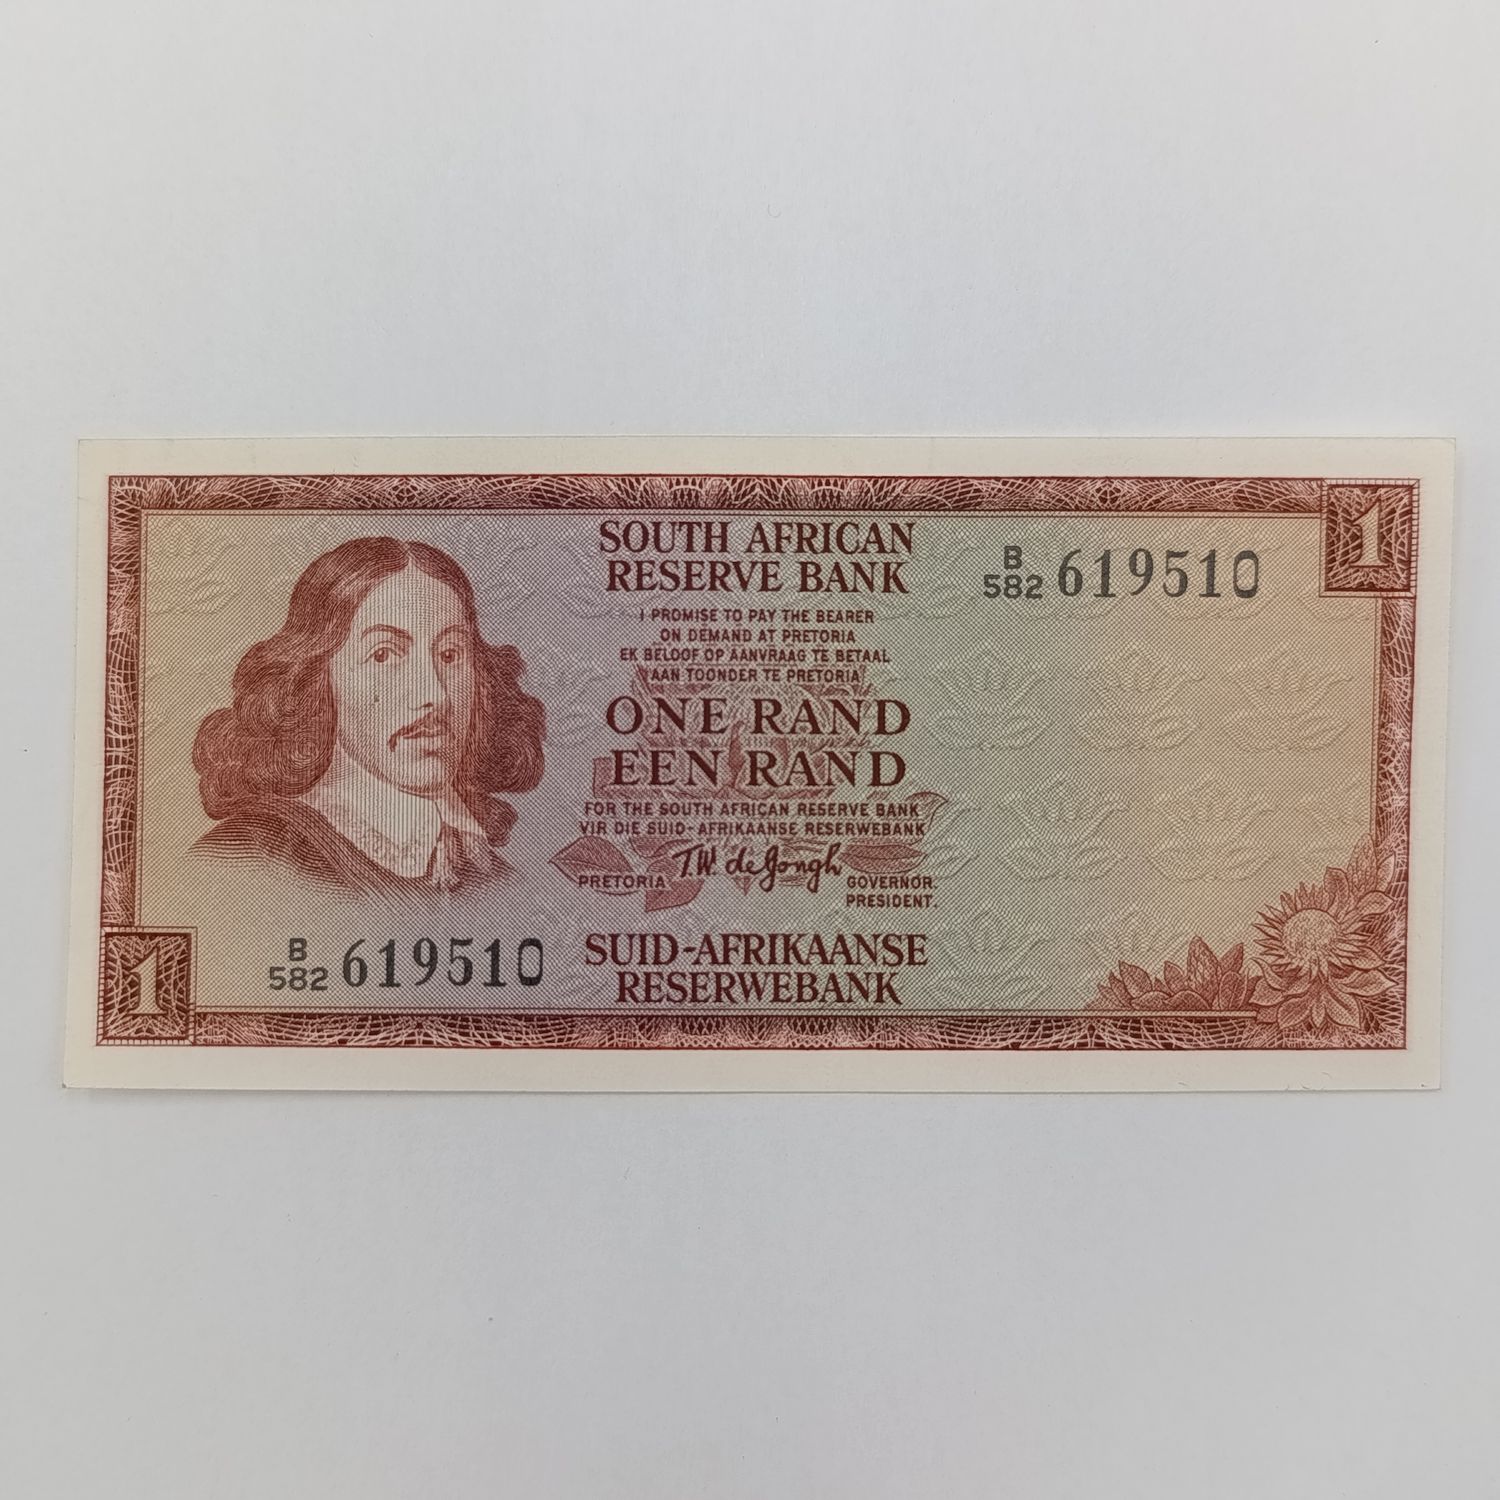 1
SOUTH AFRICAN
RESERVE BANK
B
582 619510
I PROMISE TO PAY THE BEARER
ON DEMAND AT PRETORIA
EK BELOOF OP AANVRAAG TE BETAAL
AAN TOONDER TE PRETORIA
ONE RAND
EEN RAND
FOR THE SOUTH AFRICAN RESERVE BANK
VIR DIE SUID-AFRIKAANSE RESERWEBANK
T.W. de Jongh
PRETORIA
GOVERNOR.
PRESIDENT.
B
582 619510
SUID-AFRIKAANSE
RESERWEBANK
1